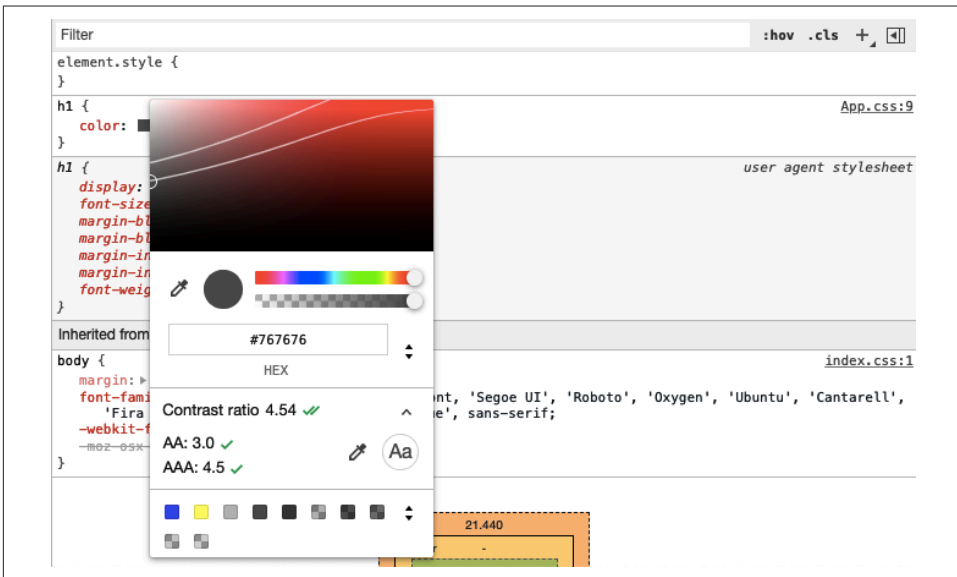 Filter :hov .cls +
element.style {
}
h1 { App.css:9
color:
}
h1 { user agent stylesheet
display:
font-size
margin-bl
margin-bl
margin-in
margin-in
font-weig
}
#767676
HEX
Inherited from
body { index.css:1
margin:
font-fami nt, 'Segoe UI', 'Roboto', 'Oxygen', 'Ubuntu', 'Cantarell',
'Fira e', sans-serif;
-webkit-f
-moz-osx
}
Contrast ratio 4.54
AA: 3.0
AAA: 4.5
Aa
21.440
r -